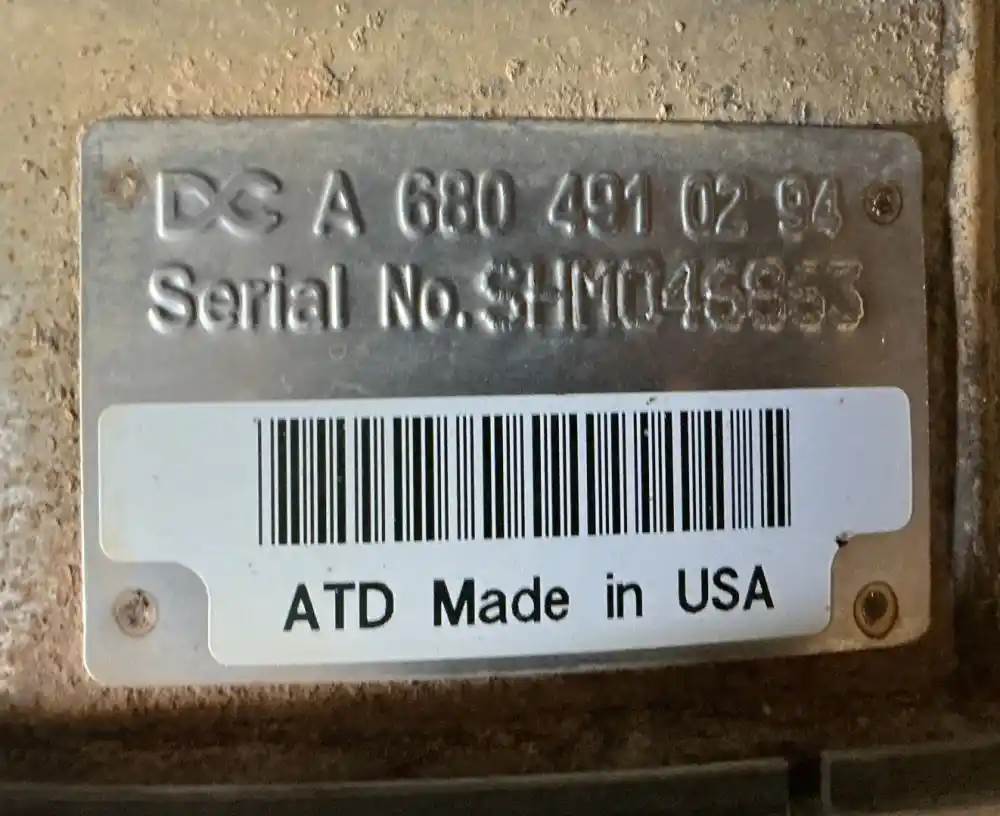 DC A 680 491 02 94
Serial No.
ATD Made in USA